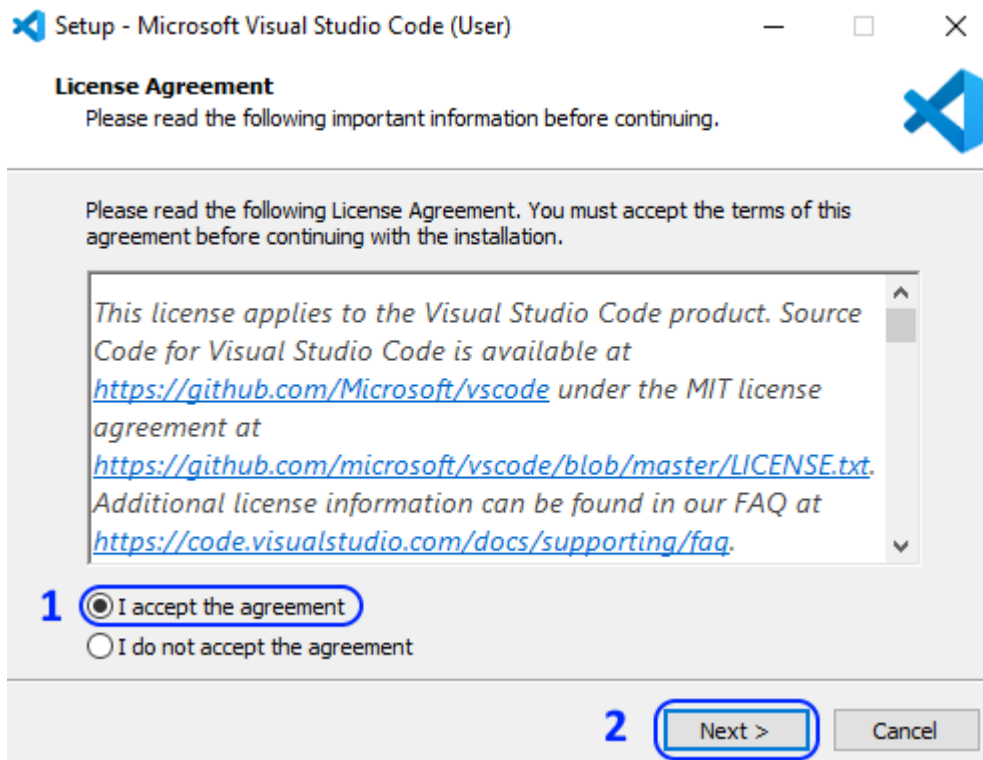 Setup - Microsoft Visual Studio Code (User)
License Agreement
Please read the following important information before continuing.
Please read the following License Agreement. You must accept the terms of this
agreement before continuing with the installation.
This license applies to the Visual Studio Code product. Source
Code for Visual Studio Code is available at
https://github.com/Microsoft/vscode under the MIT license
agreement at
https://github.com/microsoft/vscode/blob/master/LICENSE.txt.
Additional license information can be found in our FAQ at
https://code.visualstudio.com/docs/supporting/faq.
1 I accept the agreement
I do not accept the agreement
2 Next > Cancel